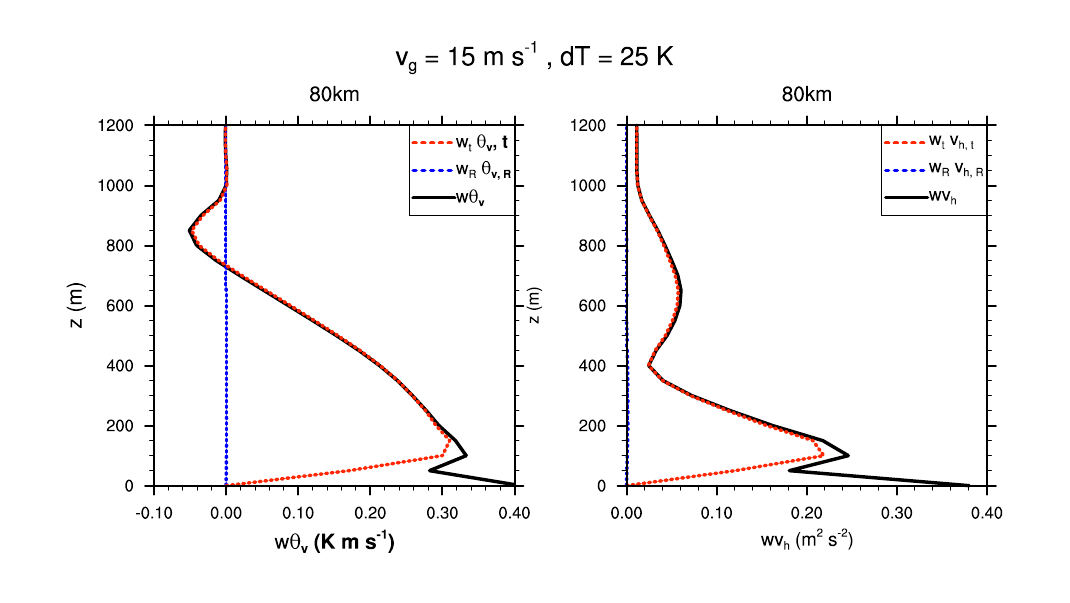 v_g = 15 m s^-1 , dT = 25 K
80km
1200
1000
800
600
400
200
0
z (m)
-0.10 0.00 0.10 0.20 0.30 0.40
wθ_v (K m s^-1)
w_t θ_v, t
w_R θ_v, R
wθ_v
80km
1200
1000
800
600
400
200
0
z (m)
0.00 0.10 0.20 0.30 0.40
wv_h (m^2 s^-2)
w_t v_h, t
w_R v_h, R
wv_h